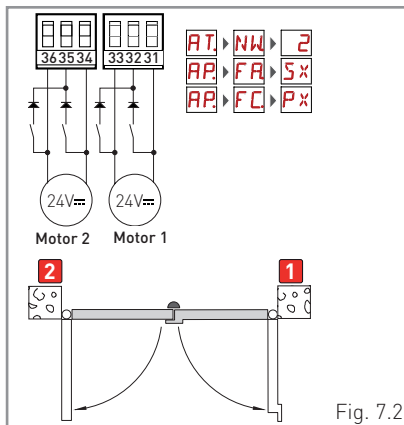 36 35 34 33 32 31
AT. NW 2
AP. FA SX
AP. FC. PX
24V 24V
Motor 2 Motor 1
2 1
Fig. 7.2